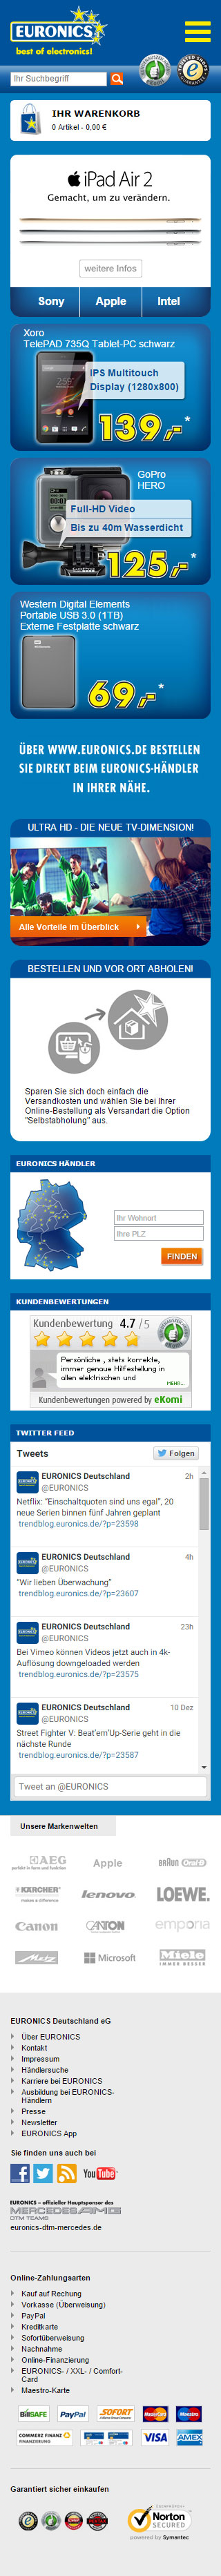 EURONICS
best of electronics!
Ihr Suchbegriff
IHR WARENKORB
0 Artikel - 0,00 €
iPad Air 2
Gemacht, um zu verändern.
weitere Infos
Sony
Apple
Intel
Xoro
TelePAD 735Q Tablet-PC schwarz
IPS Multitouch
Display (1280x800)
139,-*
GoPro
HERO
Full-HD Video
Bis zu 40m Wasserdicht
125,-*
Western Digital Elements
Portable USB 3.0 (1TB)
Externe Festplatte schwarz
69,-*
ÜBER WWW.EURONICS.DE BESTELLEN
SIE DIREKT BEIM EURONICS-HÄNDLER
IN IHRER NÄHE.
ULTRA HD - DIE NEUE TV-DIMENSION!
Alle Vorteile im Überblick
BESTELLEN UND VOR ORT ABHOLEN!
Sparen Sie sich doch einfach die
Versandkosten und wählen Sie bei Ihrer
Online-Bestellung als Versandart die Option
"Selbstabholung" aus.
EURONICS HÄNDLER
Ihr Wohnort
Ihre PLZ
FINDEN
KUNDENBEWERTUNGEN
Kundenbewertung 4.7 /5
Persönliche , stets korrekte,
immer genoue Hilfestellung in
allen elektrischen und
MEHR...
Kundenbewertungen powered by eKomi
TWITTER FEED
Tweets
Folgen
EURONICS Deutschland 2h
@EURONICS
Netflix: "Einschaltquoten sind uns egal", 20
neue Serien binnen fünf Jahren geplant
trendblog.euronics.de/?p=23598
EURONICS Deutschland 4h
@EURONICS
"Wir lieben Überwachung"
trendblog.euronics.de/?p=23607
EURONICS Deutschland 23h
@EURONICS
Bei Vimeo können Videos jetzt auch in 4k-
Auflösung downgeloaded werden
trendblog.euronics.de/?p=23575
EURONICS Deutschland 10 Dez
@EURONICS
Street Fighter V: Beat'em'Up-Serie geht in die
nächste Runde
trendblog.euronics.de/?p=23587
Tweet an @EURONICS
Unsere Markenwelten
AEG
perfekt in form und funktion
Apple
BRAUN Oral-B
KÄRCHER
makes a difference
lenovo
LOEWE.
Canon
CANTON
emporia
Metz
Microsoft
Miele
IMMER BESSER
EURONICS Deutschland eG
Über EURONICS
Kontakt
Impressum
Händlersuche
Karriere bei EURONICS
Ausbildung bei EURONICS-
Händlern
Presse
Newsletter
EURONICS App
Sie finden uns auch bei
YouTube
EURONICS – offizieller Hauptsponsor des
MERCEDES AMG
DTM TEAMS
euronics-dtm-mercedes.de
Online-Zahlungsarten
Kauf auf Rechnung
Vorkasse (Überweisung)
PayPal
Kreditkarte
Sofortüberweisung
Nachnahme
Online-Finanzierung
EURONICS- / XXL- / Comfort-
Card
Maestro-Karte
BillSAFE
PayPal
SOFORT
MasterCard
Maestro
COMMERZ FINANZ
FINANZIERUNG
VISA
AMEX
Garantiert sicher einkaufen
Norton
SECURED
powered by Symantec